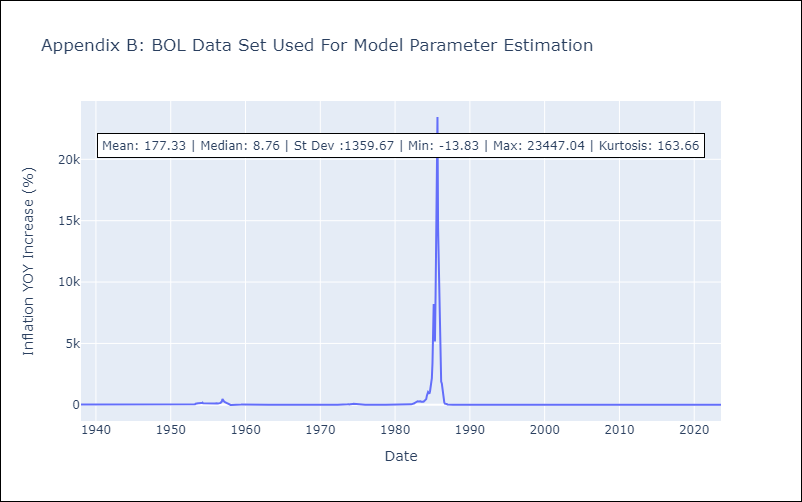 Appendix B: BOL Data Set Used For Model Parameter Estimation
Mean: 177.33 | Median: 8.76 | St Dev :1359.67 | Min: -13.83 | Max: 23447.04 | Kurtosis: 163.66
Inflation YOY Increase (%)
20k
15k
10k
5k
0
1940 1950 1960 1970 1980 1990 2000 2010 2020
Date